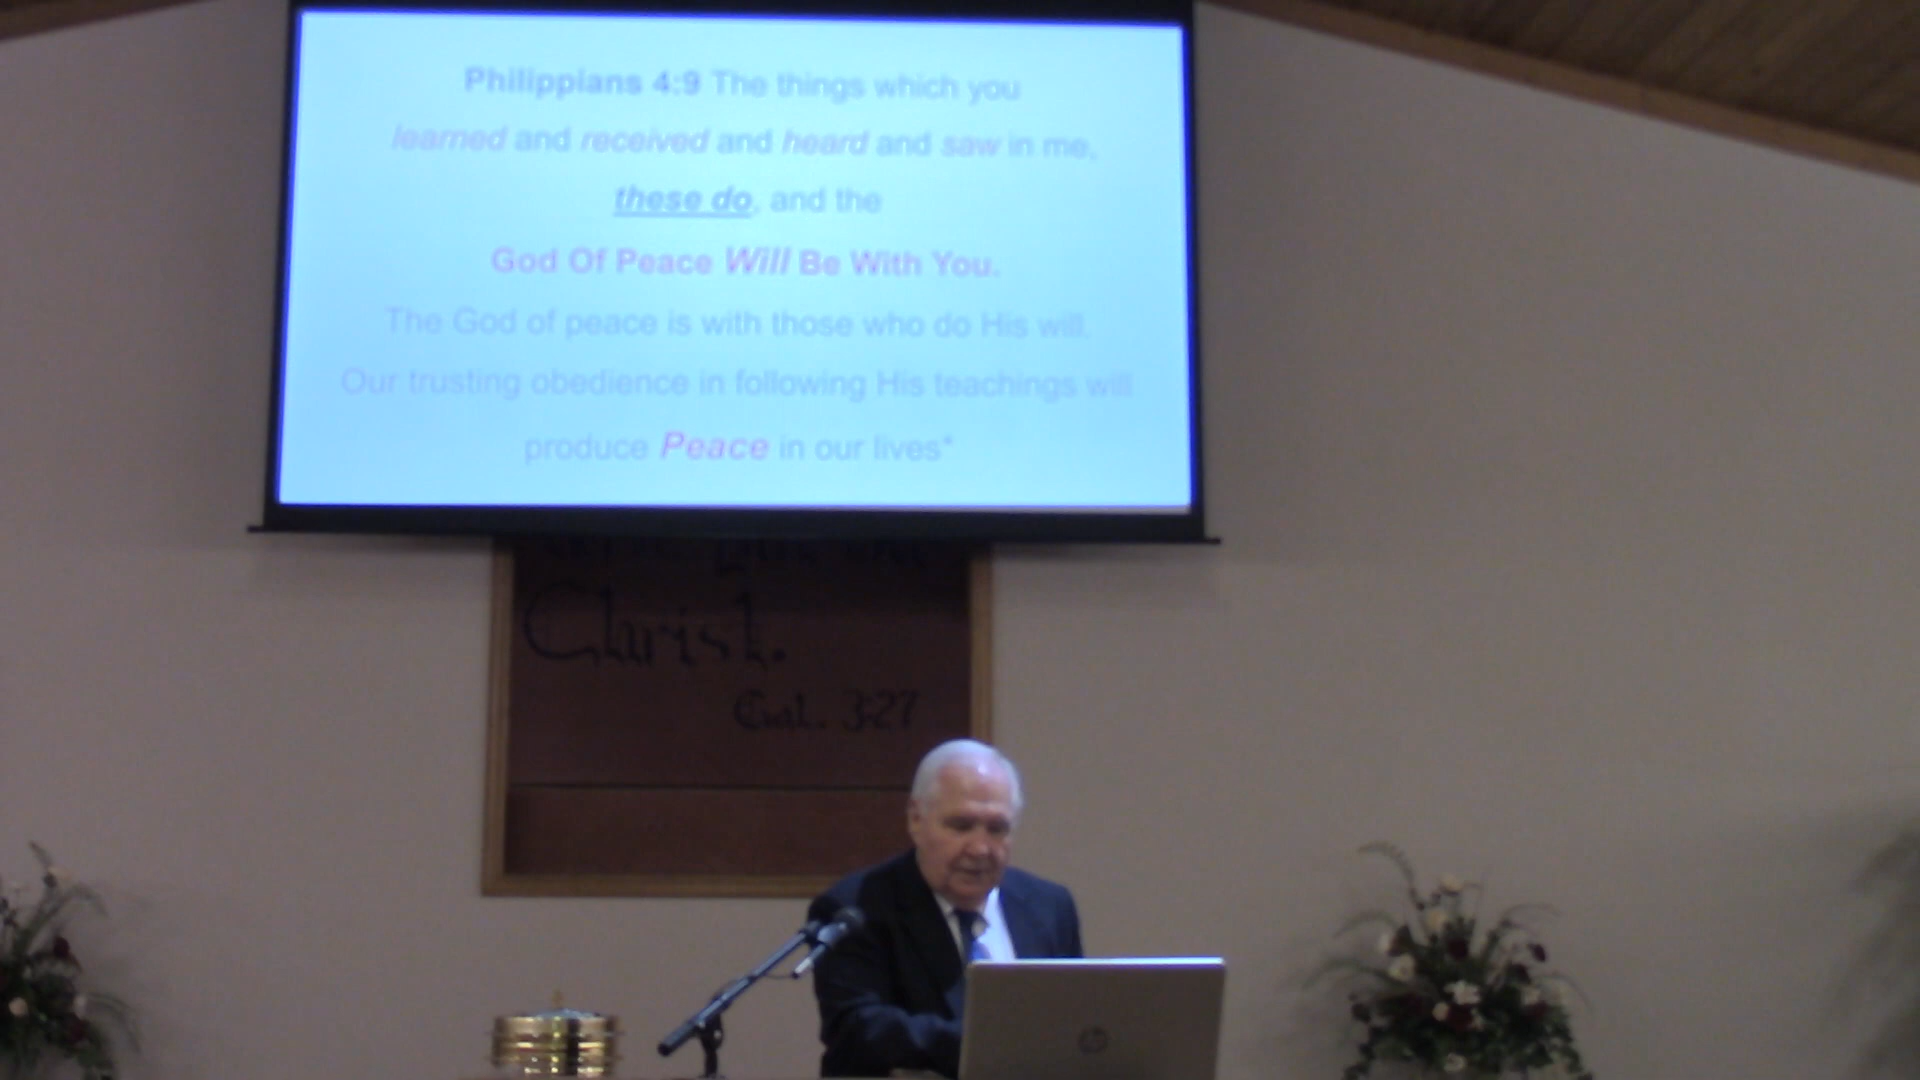 Philippians 4:9 The things which you
learned and received and heard and saw in me,
these do, and the
God Of Peace Will Be With You.
The God of peace is with those who do His will.
Our trusting obedience in following His teachings will
produce Peace in our lives*
Christ.
Gal. 3:27
hp